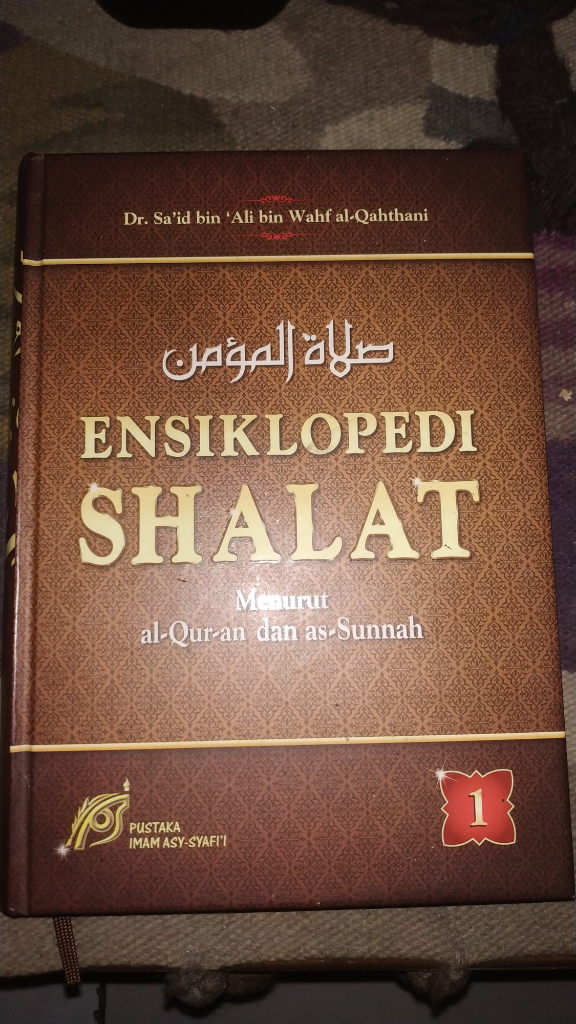 Dr. Sa'id bin 'Ali bin Wahf al-Qahthani
صلاة المؤمن
ENSIKLOPEDI
SHALAT
Menurut
al-Qur-an dan as-Sunnah
1
PUSTAKA
IMAM ASY-SYAFI'I